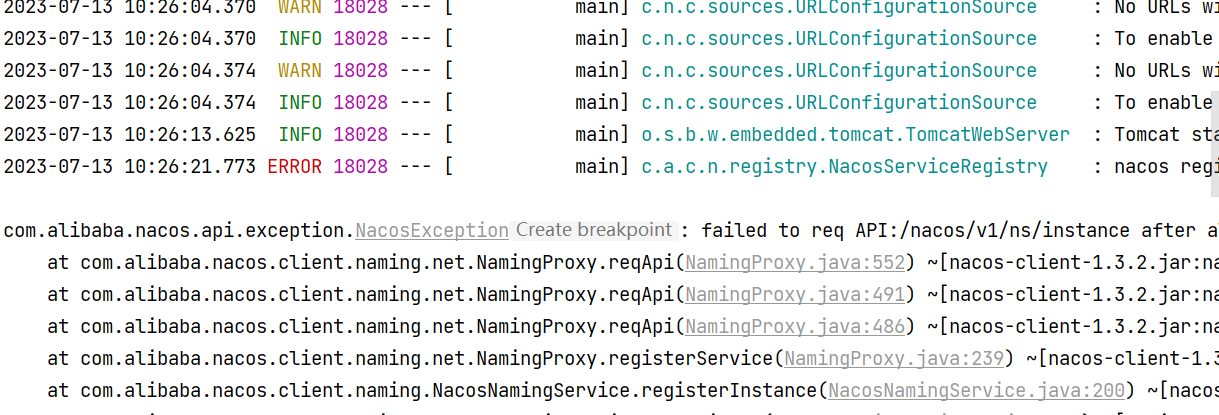 2023-07-13 10:26:04.370  WARN 18028 --- [           main] c.n.c.sources.URLConfigurationSource     : No URLs wi
2023-07-13 10:26:04.370  INFO 18028 --- [           main] c.n.c.sources.URLConfigurationSource     : To enable
2023-07-13 10:26:04.374  WARN 18028 --- [           main] c.n.c.sources.URLConfigurationSource     : No URLs wi
2023-07-13 10:26:04.374  INFO 18028 --- [           main] c.n.c.sources.URLConfigurationSource     : To enable
2023-07-13 10:26:13.625  INFO 18028 --- [           main] o.s.b.w.embedded.tomcat.TomcatWebServer  : Tomcat sta
2023-07-13 10:26:21.773 ERROR 18028 --- [           main] c.a.c.n.registry.NacosServiceRegistry    : nacos regi
com.alibaba.nacos.api.exception.NacosException Create breakpoint : failed to req API:/nacos/v1/ns/instance after a
at com.alibaba.nacos.client.naming.net.NamingProxy.reqApi(NamingProxy.java:552) ~[nacos-client-1.3.2.jar:na
at com.alibaba.nacos.client.naming.net.NamingProxy.reqApi(NamingProxy.java:491) ~[nacos-client-1.3.2.jar:na
at com.alibaba.nacos.client.naming.net.NamingProxy.reqApi(NamingProxy.java:486) ~[nacos-client-1.3.2.jar:na
at com.alibaba.nacos.client.naming.net.NamingProxy.registerService(NamingProxy.java:239) ~[nacos-client-1.3
at com.alibaba.nacos.client.naming.NacosNamingService.registerInstance(NacosNamingService.java:200) ~[nacos